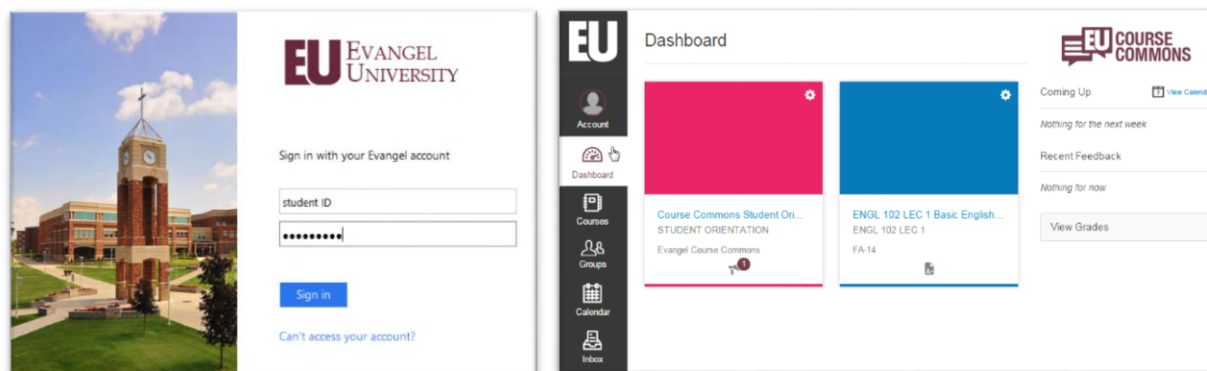 EU EVANGEL
UNIVERSITY
Sign in with your Evangel account
student ID
Sign in
Can't access your account?
EU
Account
Dashboard
Courses
Groups
Calendar
Inbox
Dashboard
Course Commons Student Ori...
STUDENT ORIENTATION
Evangel Course Commons
1
ENGL 102 LEC 1 Basic English...
ENGL 102 LEC 1
FA-14
EU COURSE
COMMONS
Coming Up
7 View Calend
Nothing for the next week
Recent Feedback
Nothing for now
View Grades